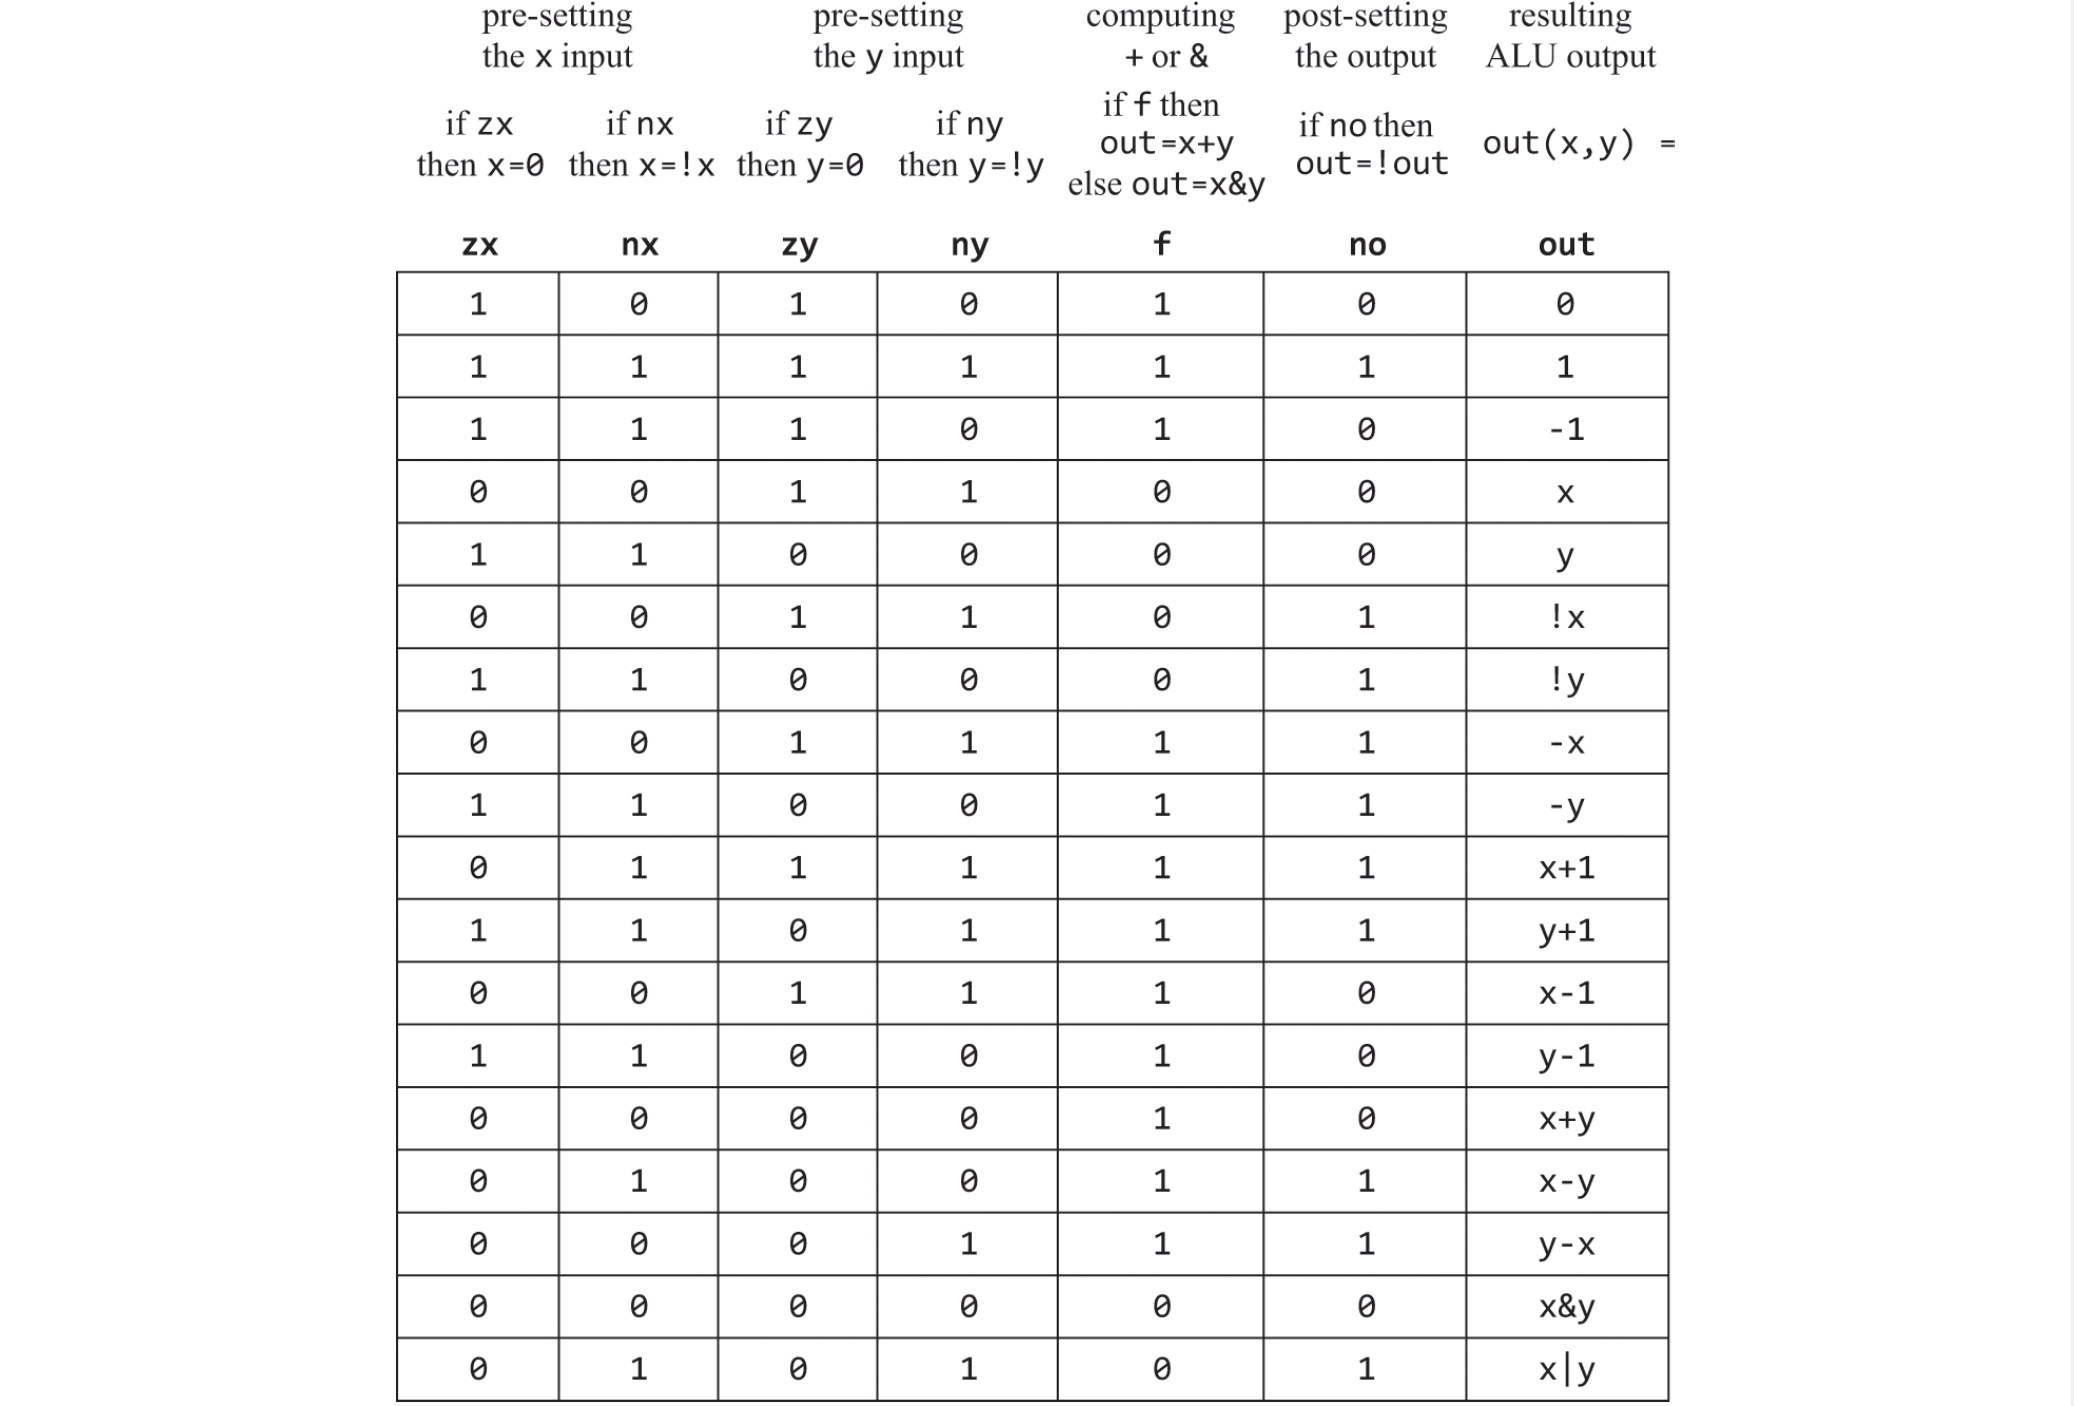 pre-setting the x input pre-setting the y input computing + or & post-setting the output resulting ALU output
if zx then x=0 if nx then x=!x if zy then y=0 if ny then y=!y if f then out=x+y else out=x&y if no then out=!out out(x,y) =
zx nx zy ny f no out
1 0 1 0 1 0 0
1 1 1 1 1 1 1
1 1 1 0 1 0 -1
0 0 1 1 0 0 x
1 1 0 0 0 0 y
0 0 1 1 0 1 !x
1 1 0 0 0 1 !y
0 0 1 1 1 1 -x
1 1 0 0 1 1 -y
0 1 1 1 1 1 x+1
1 1 0 1 1 1 y+1
0 0 1 1 1 0 x-1
1 1 0 0 1 0 y-1
0 0 0 0 1 0 x+y
0 1 0 0 1 1 x-y
0 0 0 1 1 1 y-x
0 0 0 0 0 0 x&y
0 1 0 1 0 1 x|y